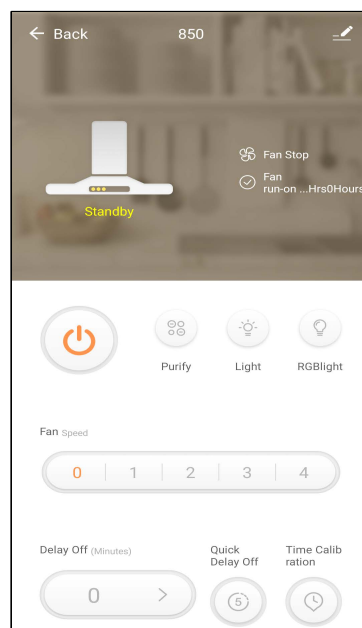 Back 850
Fan Stop
Fan
run-on ...Hrs0Hours
Standby
Purify Light RGBlight
Fan Speed
0 1 2 3 4
Delay Off (Minutes)
0 >
Quick
Delay Off
5
Time Calib
ration